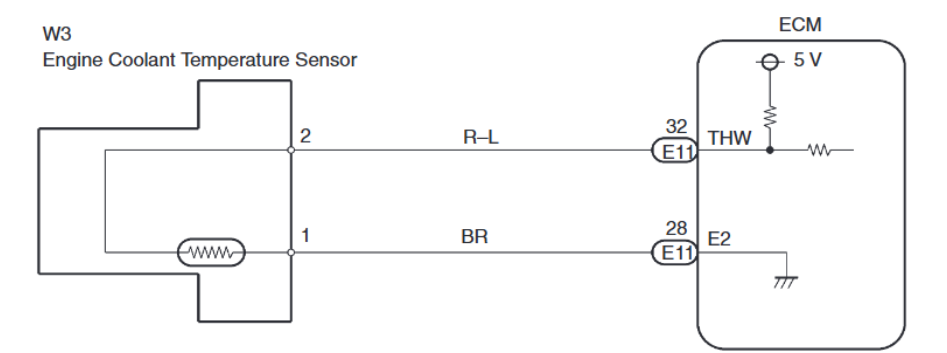 W3
Engine Coolant Temperature Sensor
ECM
5 V
2
R–L
32
E11
THW
1
BR
28
E11
E2